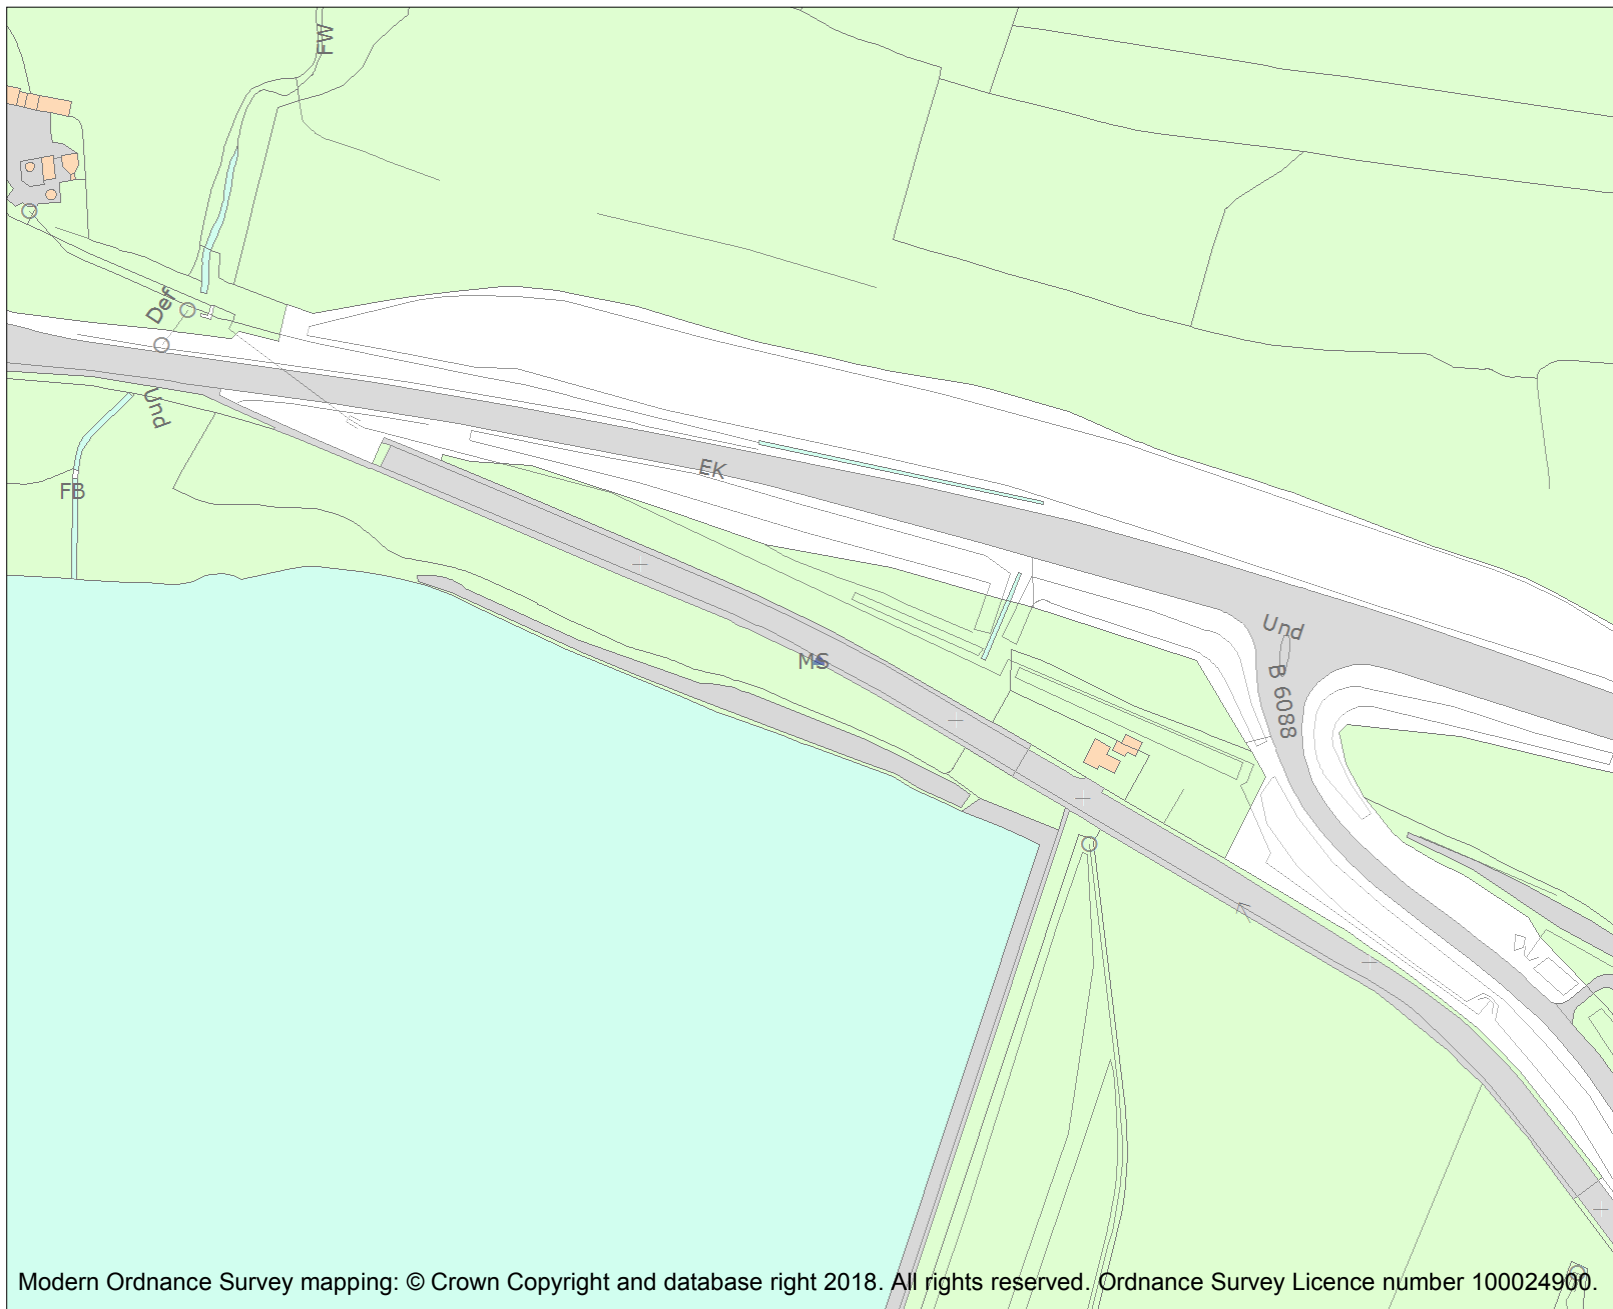 FW
Def
Und
EK
FB
Und
MS
B 6088
Modern Ordnance Survey mapping: © Crown Copyright and database right 2018. All rights reserved. Ordnance Survey Licence number 100024900.